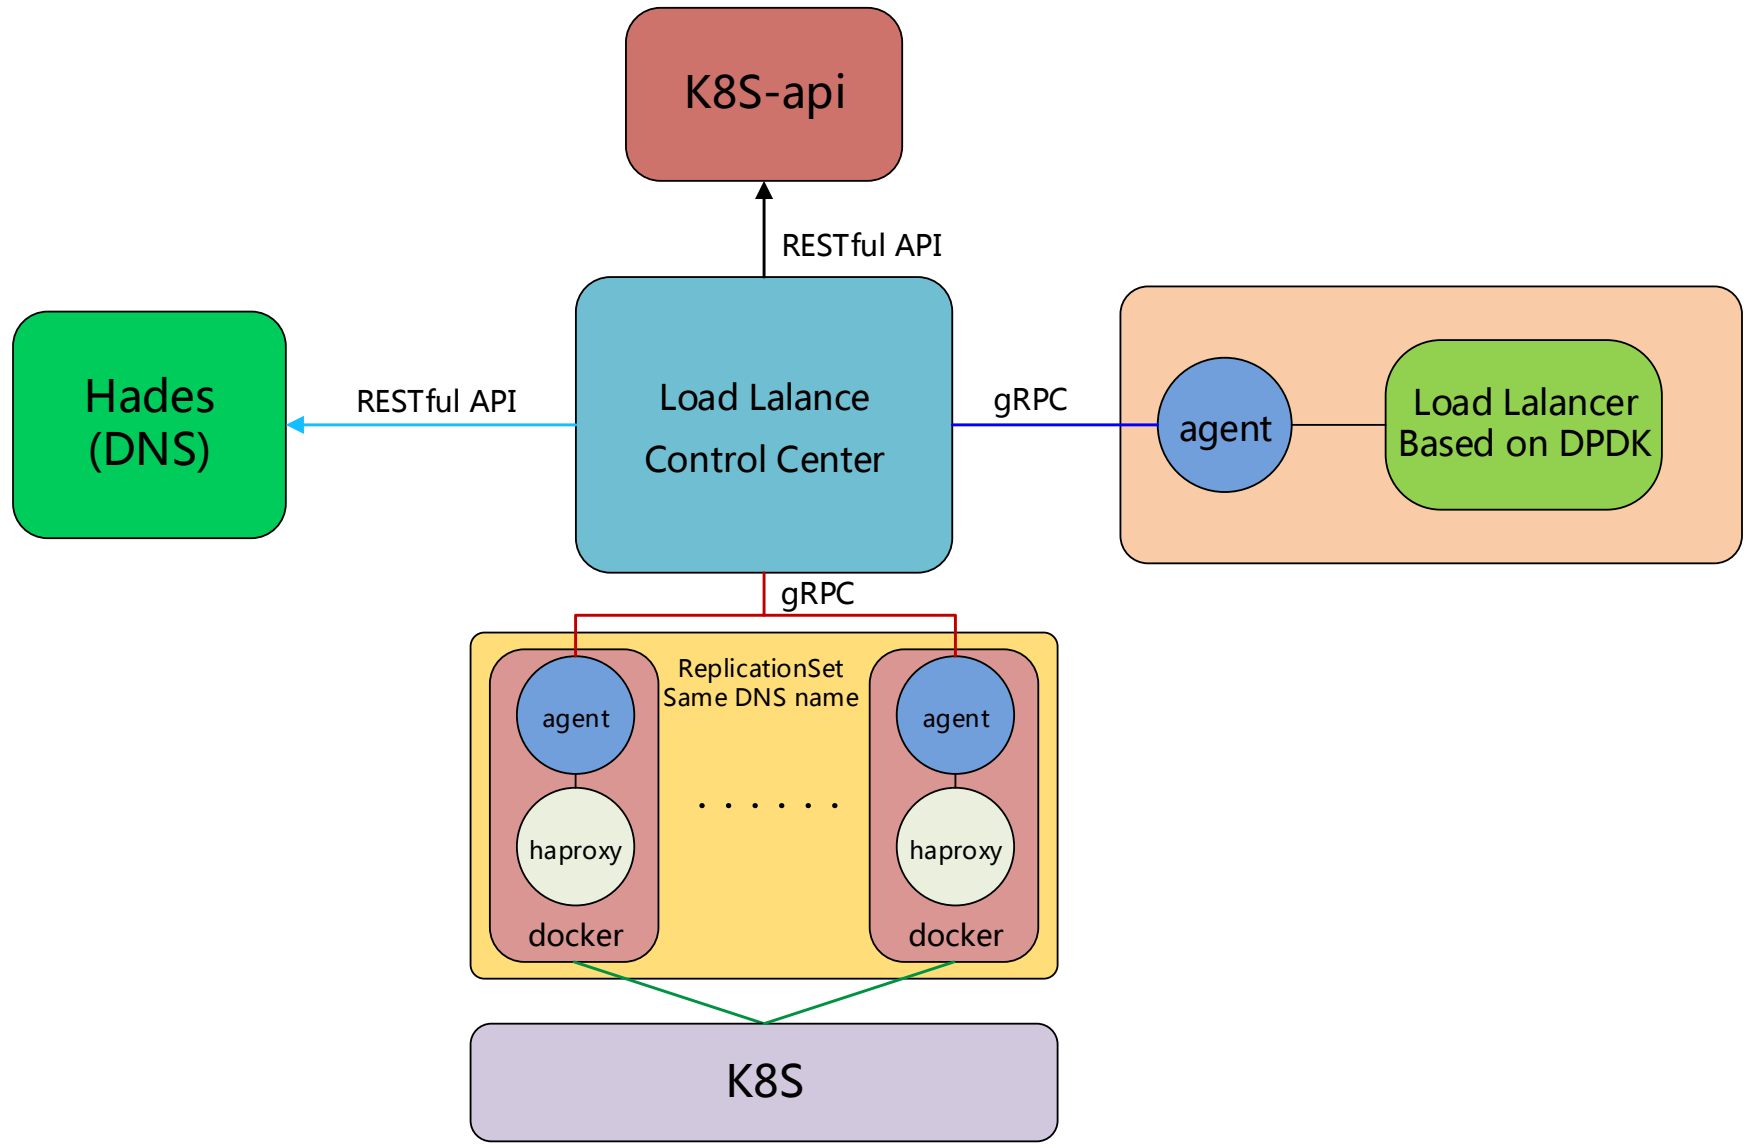 K8S-api
RESTful API
Hades
(DNS)
RESTful API
Load Lalance
Control Center
gRPC
agent
Load Lalancer
Based on DPDK
gRPC
ReplicationSet
Same DNS name
agent
agent
. . . . . .
haproxy
haproxy
docker
docker
K8S